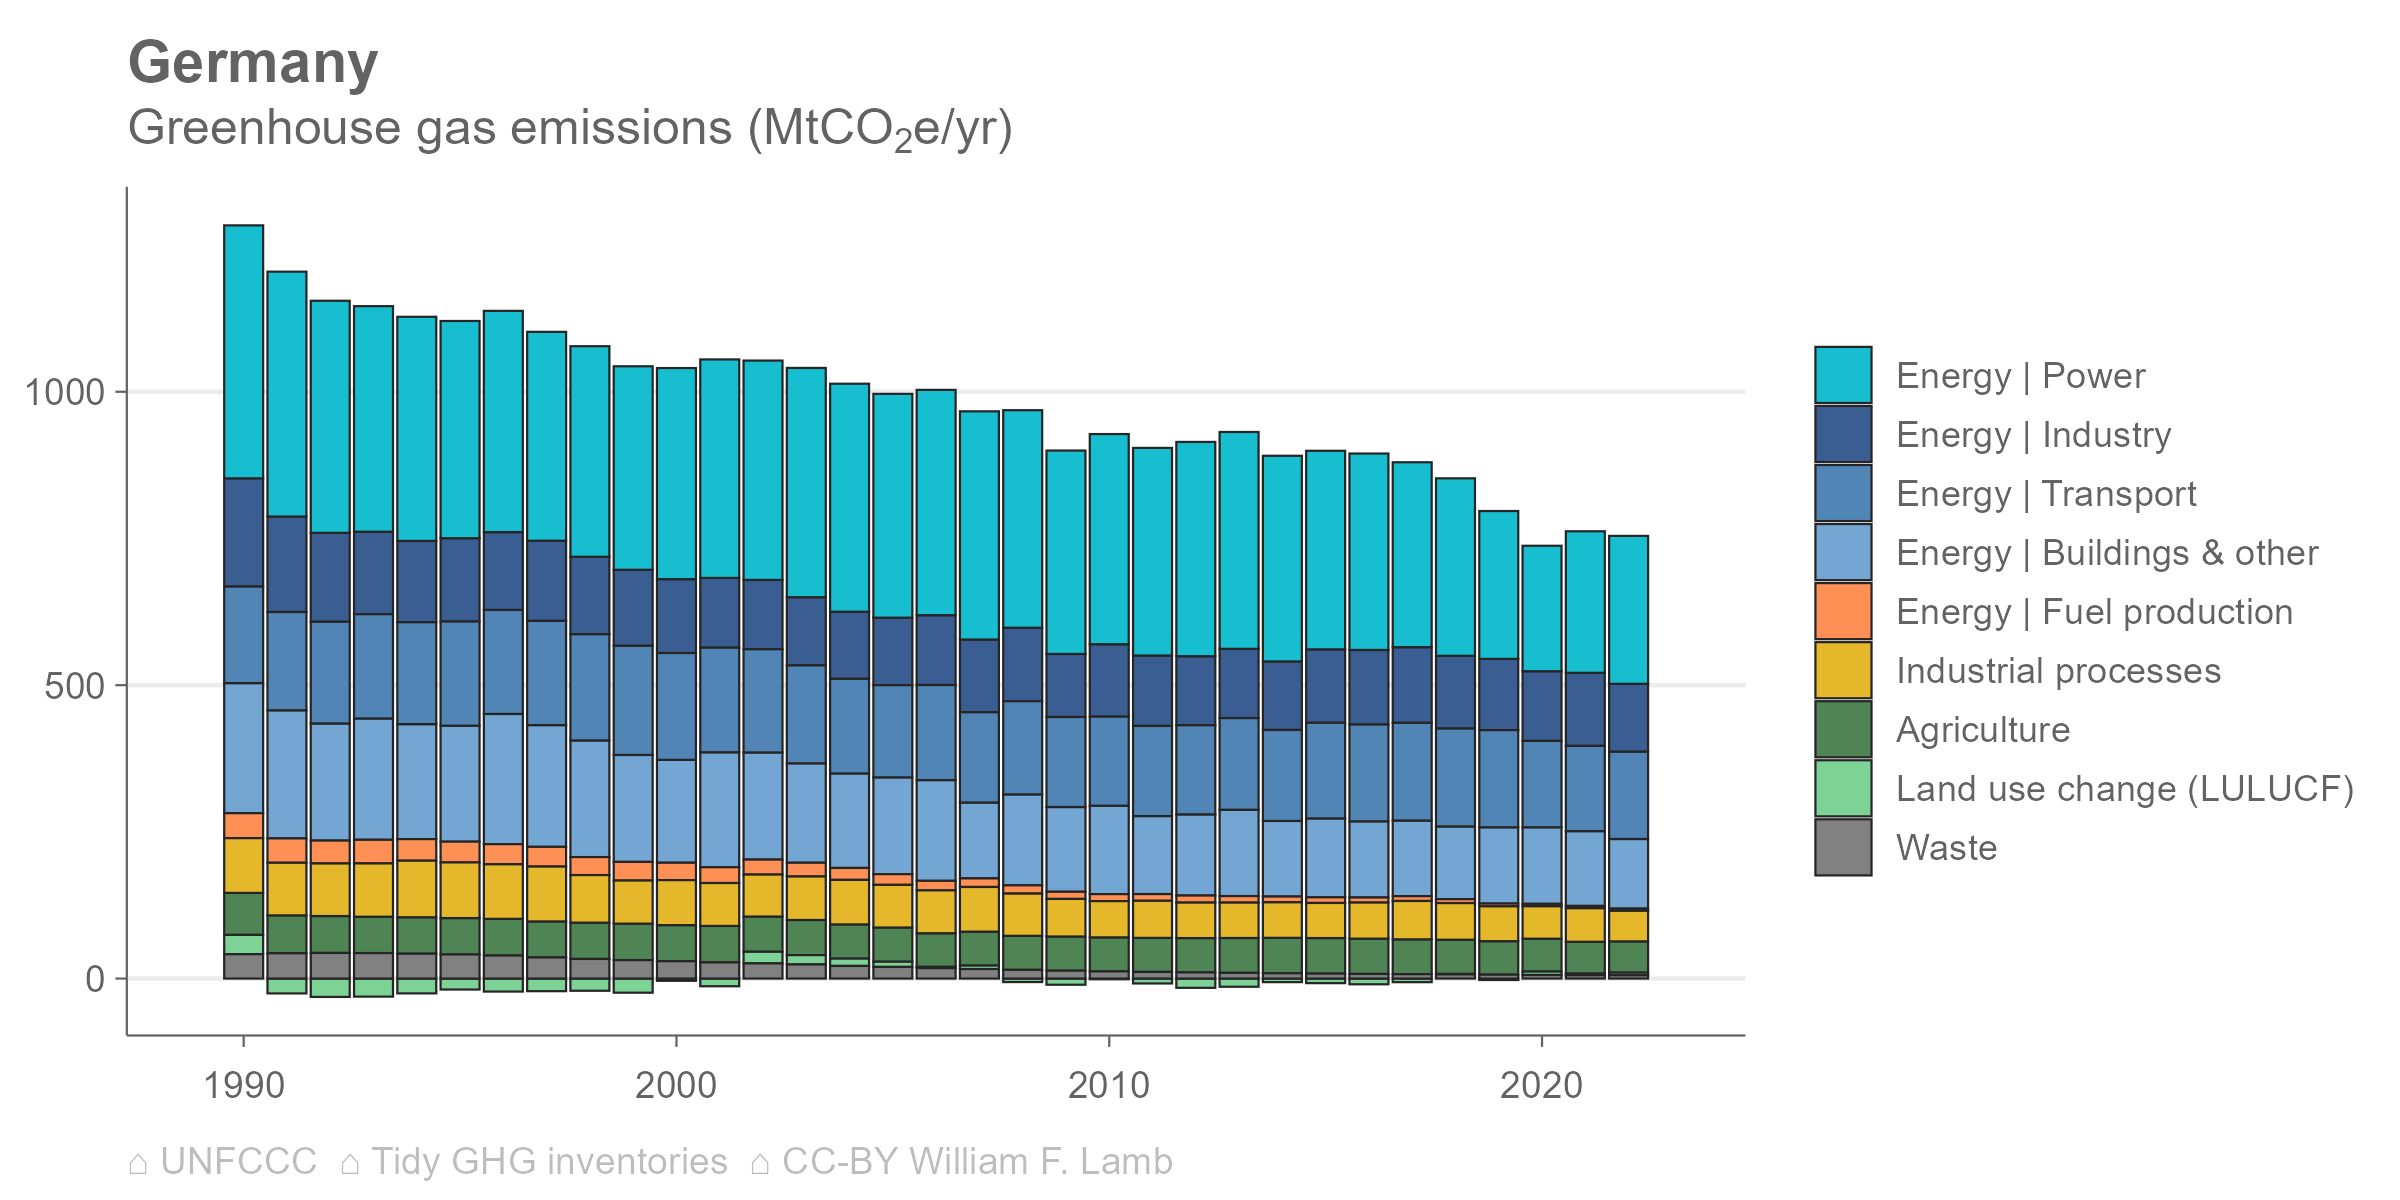 Germany
Greenhouse gas emissions (MtCO₂e/yr)
1000
500
0
1990 2000 2010 2020
Energy | Power
Energy | Industry
Energy | Transport
Energy | Buildings & other
Energy | Fuel production
Industrial processes
Agriculture
Land use change (LULUCF)
Waste
⌂ UNFCCC ⌂ Tidy GHG inventories ⌂ CC-BY William F. Lamb